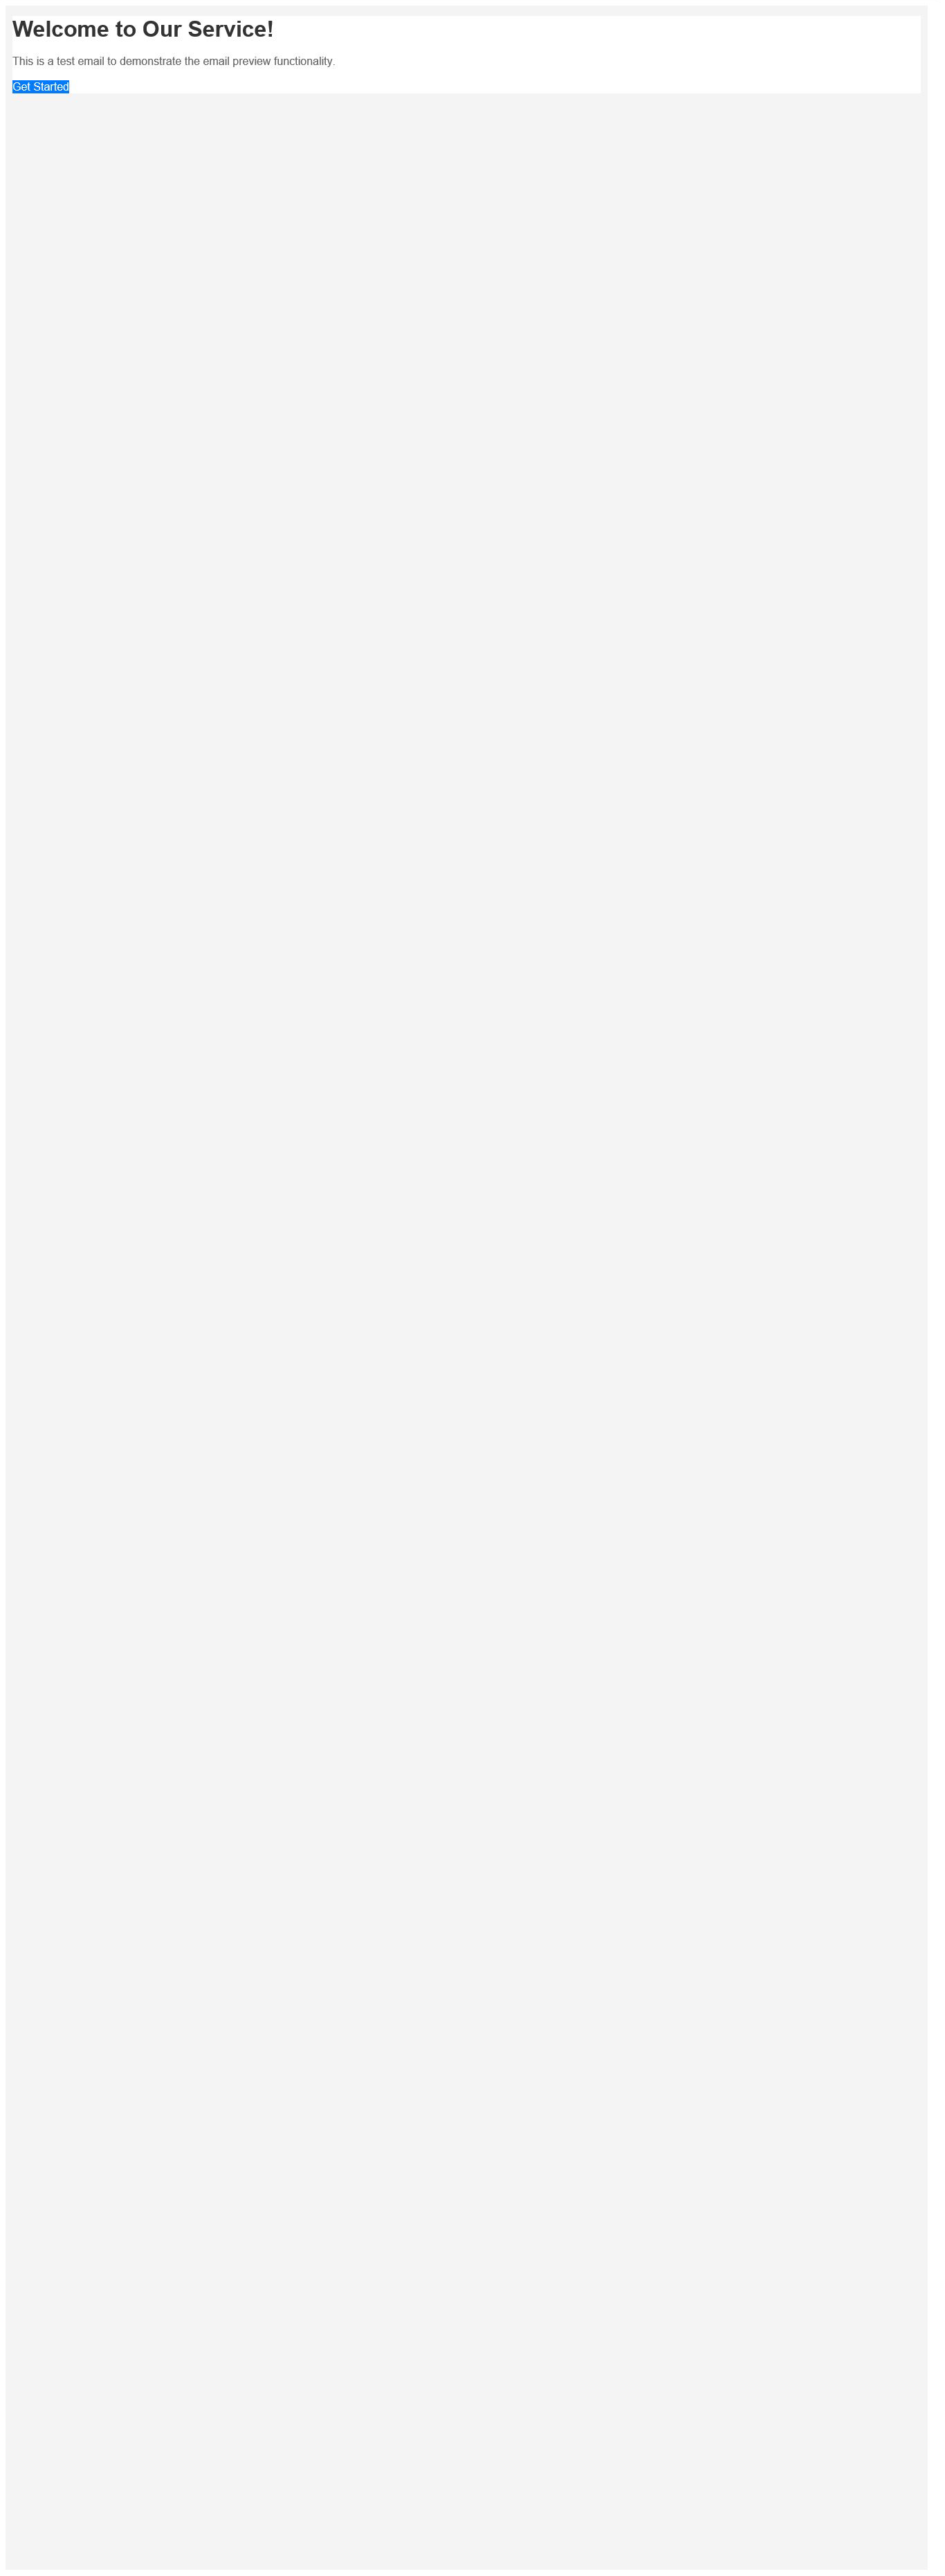 Welcome to Our Service!
This is a test email to demonstrate the email preview functionality.
Get Started